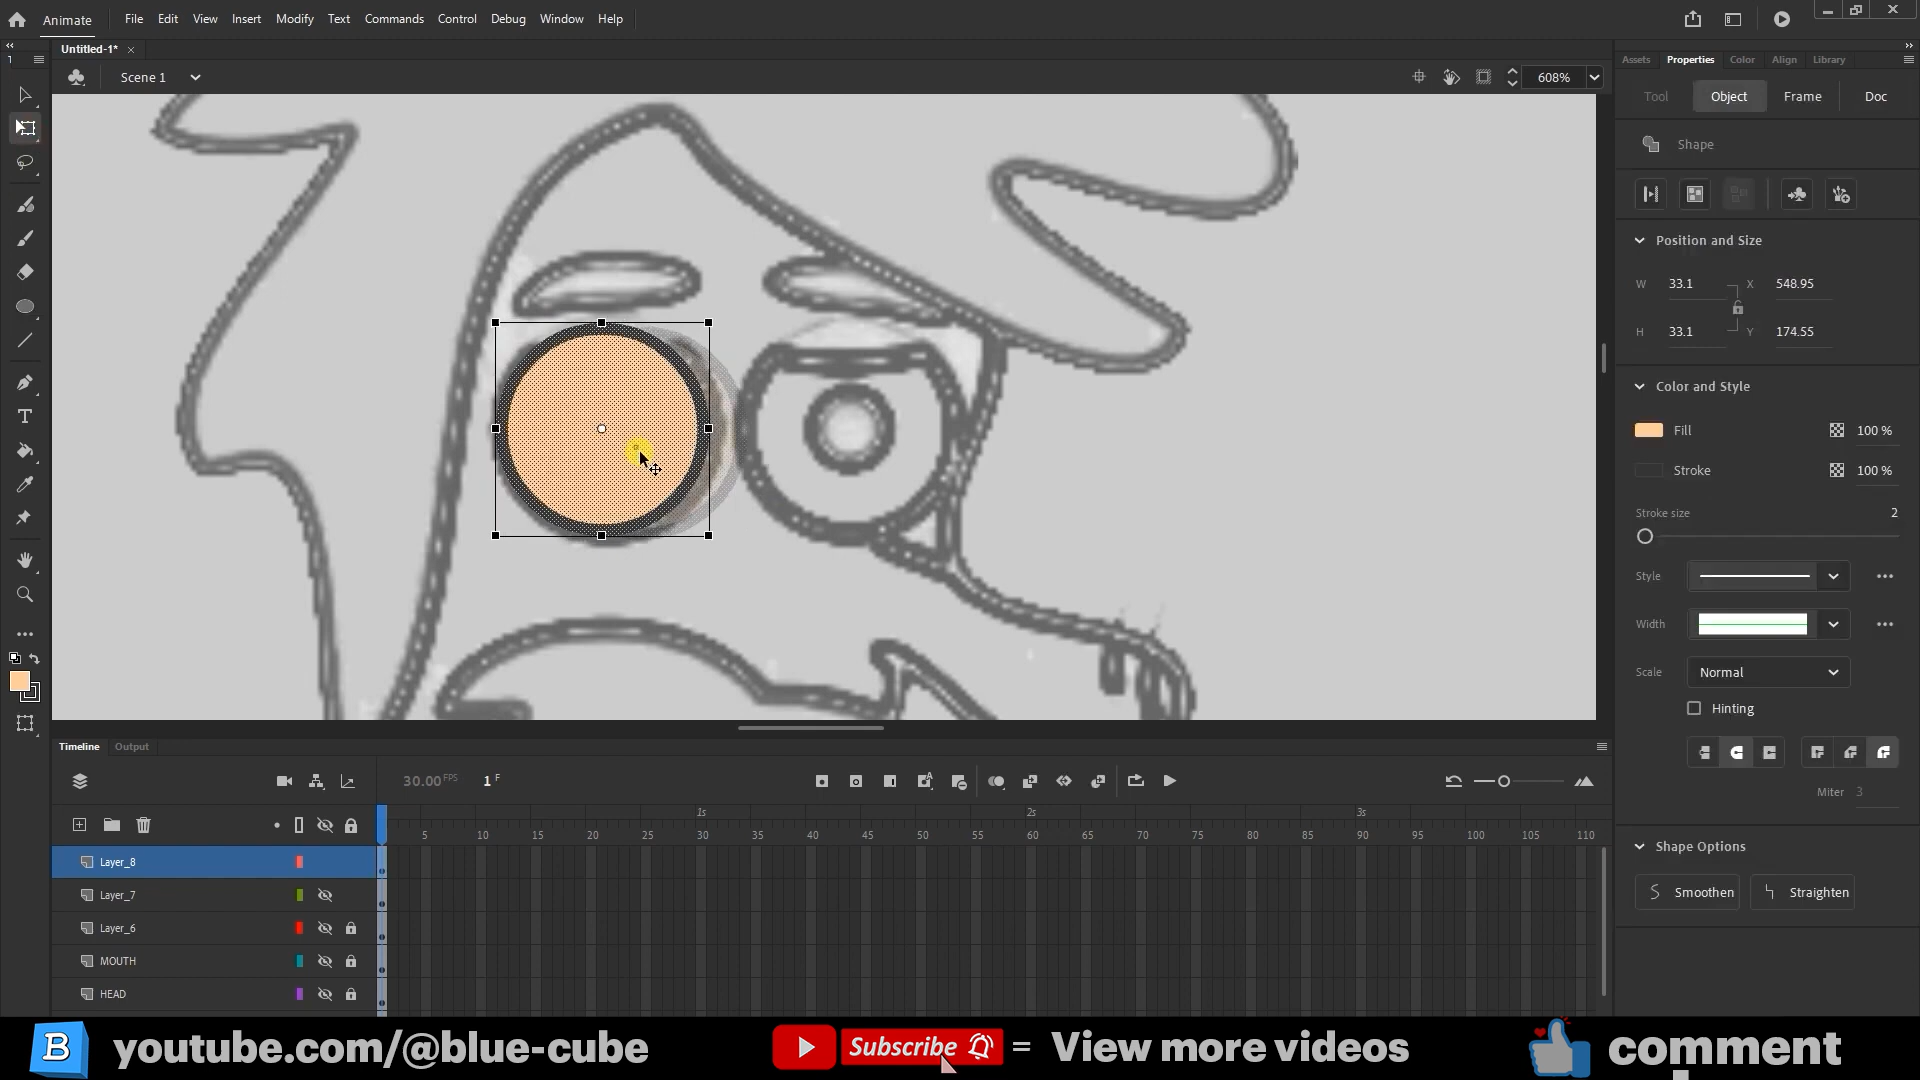 Animate File Edit View Insert Modify Text Commands Control Debug Window Help
Untitled-1*
1 Assets Properties Color Align Library
Scene 1 608%
Tool Object Frame Doc
Shape
Position and Size
W 33.1 X 548.95
H 33.1 Y 174.55
Color and Style
Fill 100 %
Stroke 100 %
Stroke size 2
Style
Width
Scale Normal
Hinting
Miter 3
Shape Options
Smoothen Straighten
Timeline Output
30.00 FPS 1 F
1s 2s 3s
5 10 15 20 25 30 35 40 45 50 55 60 65 70 75 80 85 90 95 100 105 110
Layer_8
Layer_7
Layer_6
MOUTH
HEAD
B youtube.com/@blue-cube Subscribe = View more videos comment